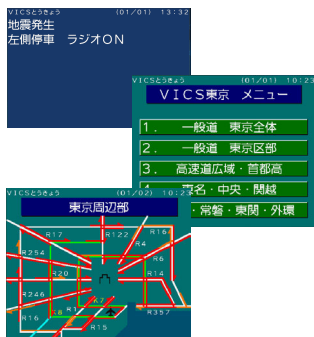 VICSとうきょう (01/01) 13:32
地震発生
左側停車 ラジオON
VICSとうきょう (01/01) 10:23
VICS東京 メニュー
1. 一般道 東京全体
2. 一般道 東京区部
3. 高速道広域・首都高
東名・中央・関越
・常磐・東関・外環
VICSとうきょう (01/02) 10:23
東京周辺部
R17
R122
R16
R4
R254
R6
R20
R14
R246
R16
R1
R15
R357